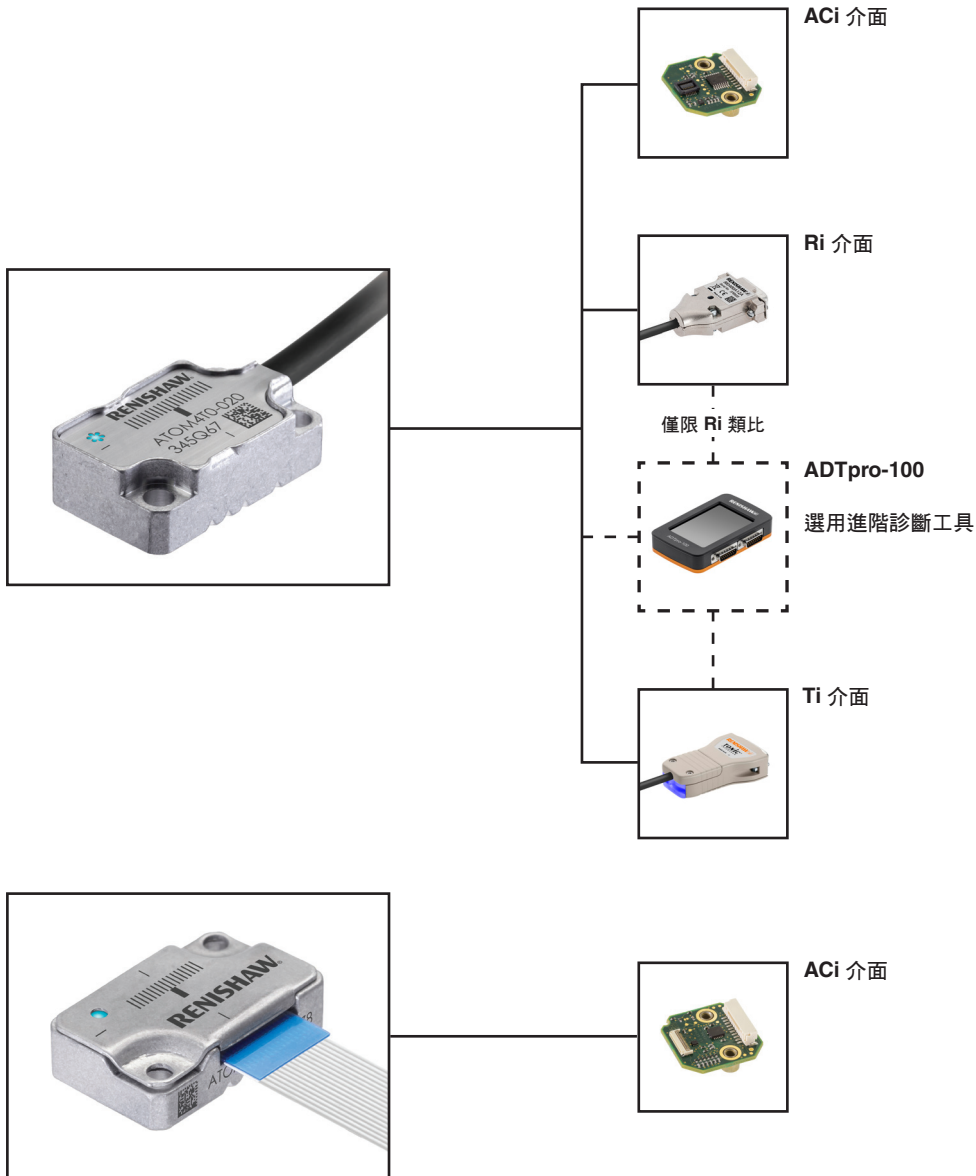 ACi 介面
Ri 介面
RENISHAW
ATOM4T0-020
345Q67
僅限 Ri 類比
ADTpro-100
選用進階診斷工具
Ti 介面
RENISHAW
ACi 介面